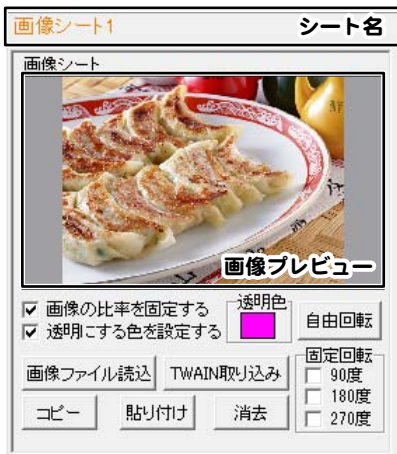 画像シート1 シート名
画像シート
画像プレビュー
画像の比率を固定する
透明にする色を設定する
透明色
自由回転
画像ファイル読込
TWAIN取り込み
固定回転
90度
180度
270度
コピー
貼り付け
消去